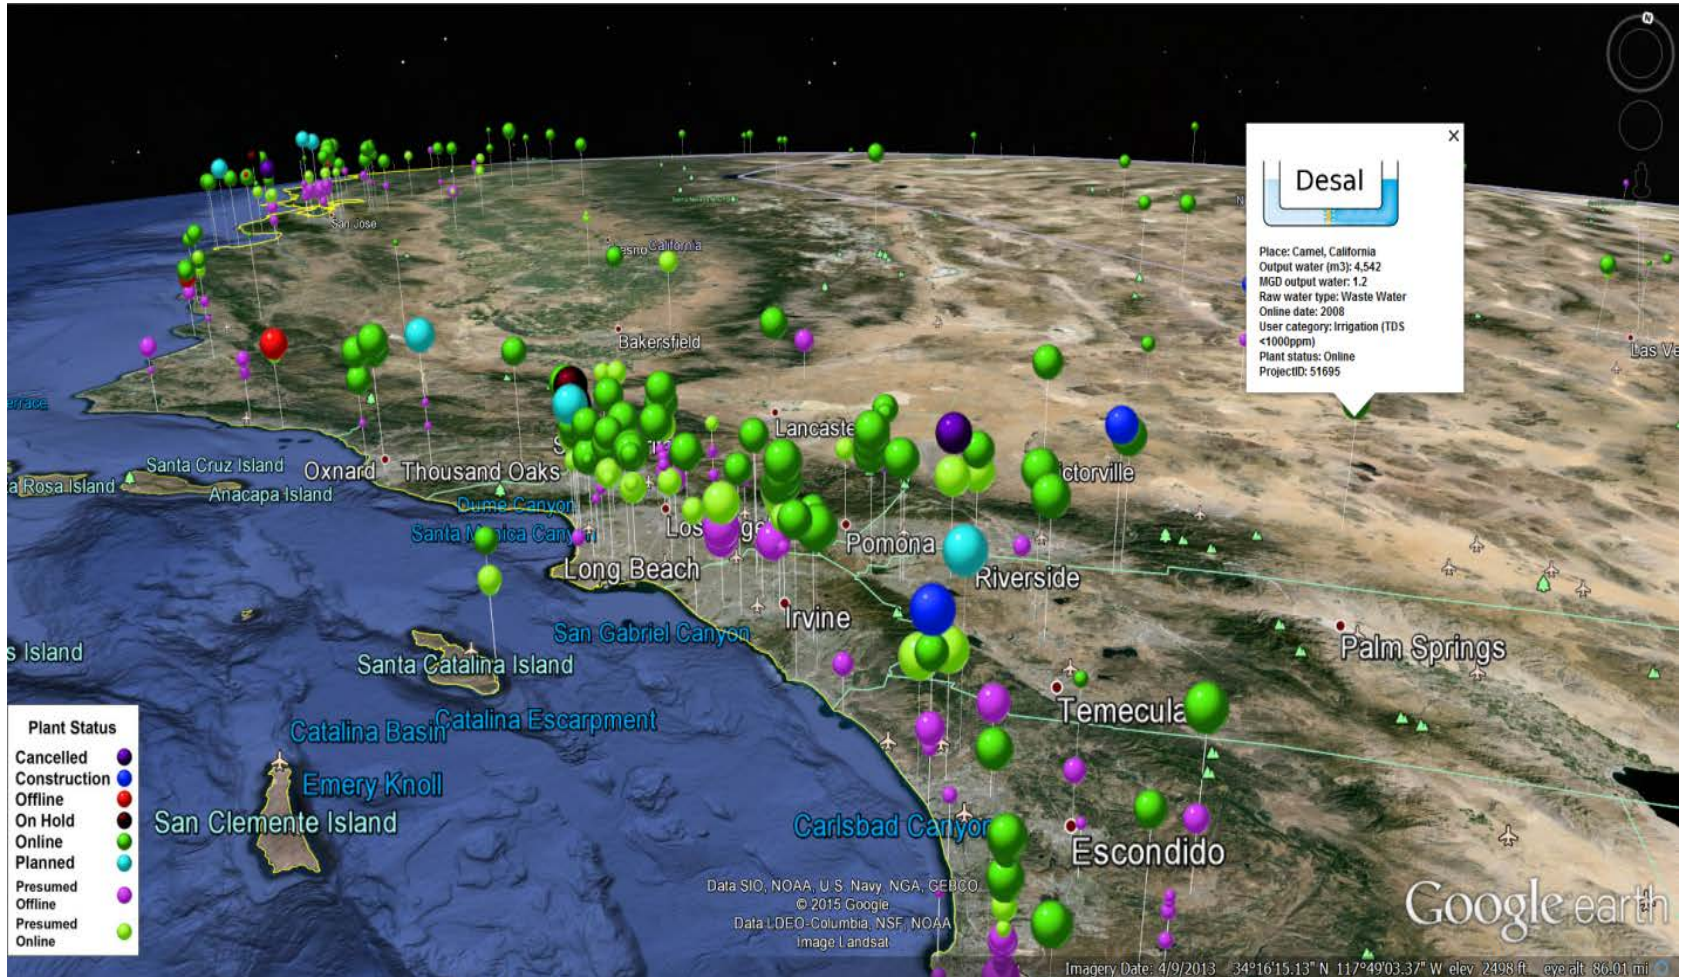 N
San Jose
Fresno
California
Bakersfield
Las Ve
Desal
Place: Camel, California
Output water (m3): 4,542
MGD output water: 1.2
Raw water type: Waste Water
Online date: 2008
User category: Irrigation (TDS
<1000ppm)
Plant status: Online
ProjectID: 51695
Lancaste
ctorville
Santa Cruz Island
a Rosa Island
Anacapa Island
Oxnard
Thousand Oaks
Dume Canyon
Pomona
Long Beach
Riverside
Irvine
San Gabriel Canyon
Palm Springs
s Island
Santa Catalina Island
Temecula
Catalina Basin
Catalina Escarpment
Emery Knoll
San Clemente Island
Carlsbad Canyon
Escondido
Plant Status
Cancelled
Construction
Offline
On Hold
Online
Planned
Presumed
Offline
Presumed
Online
Data SIO, NOAA, U.S. Navy, NGA, GEBCO
© 2015 Google
Data LDEO-Columbia, NSF, NOAA
Image Landsat
Google earth
Imagery Date: 4/9/2013 34°16'15.13" N 117°49'03.37" W elev 2498 ft eye alt 86.01 mi